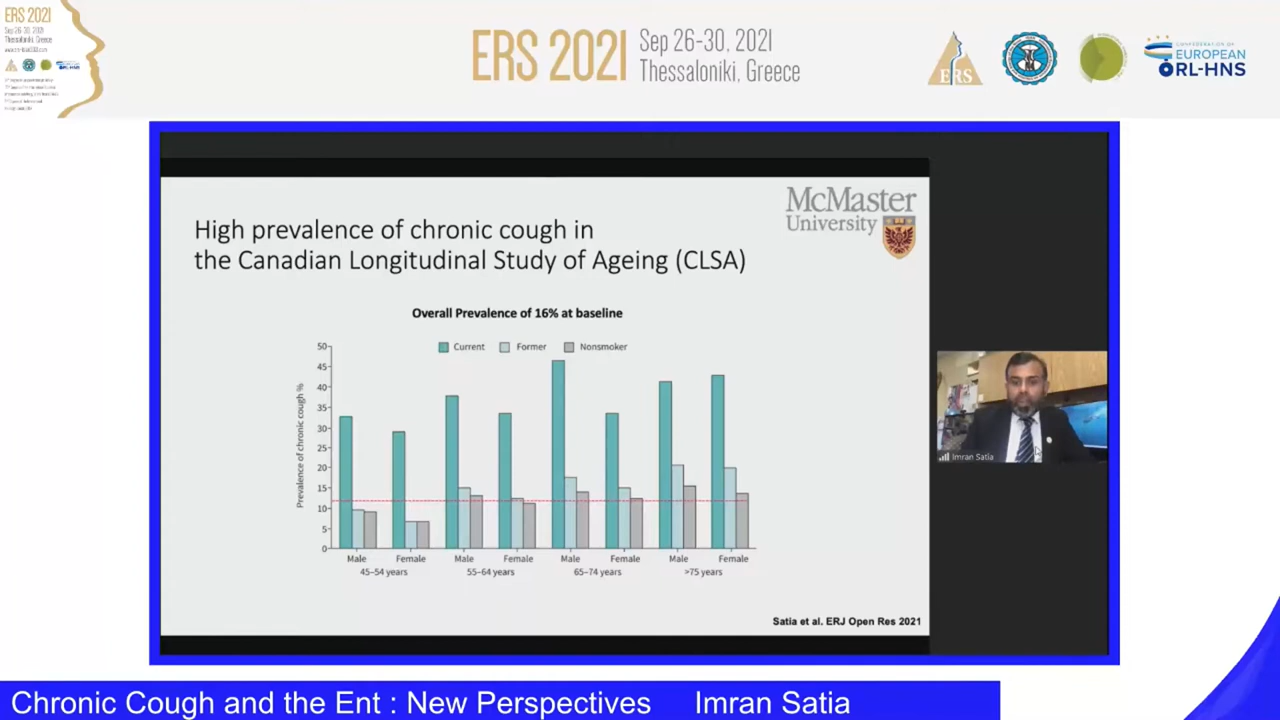 ERS 2021
Sep 26-30, 2021
Thessaloniki, Greece
ERS 2021
Sep 26-30, 2021
Thessaloniki, Greece
ERS
CONFEDERATION OF
EUROPEAN
ORL-HNS
McMaster
University
High prevalence of chronic cough in
the Canadian Longitudinal Study of Ageing (CLSA)
Overall Prevalence of 16% at baseline
Current Former Nonsmoker
Prevalence of chronic cough %
50
45
40
35
30
25
20
15
10
5
0
Male Female Male Female Male Female Male Female
45–54 years 55–64 years 65–74 years >75 years
Satia et al. ERJ Open Res 2021
Imran Satia
Chronic Cough and the Ent : New Perspectives Imran Satia